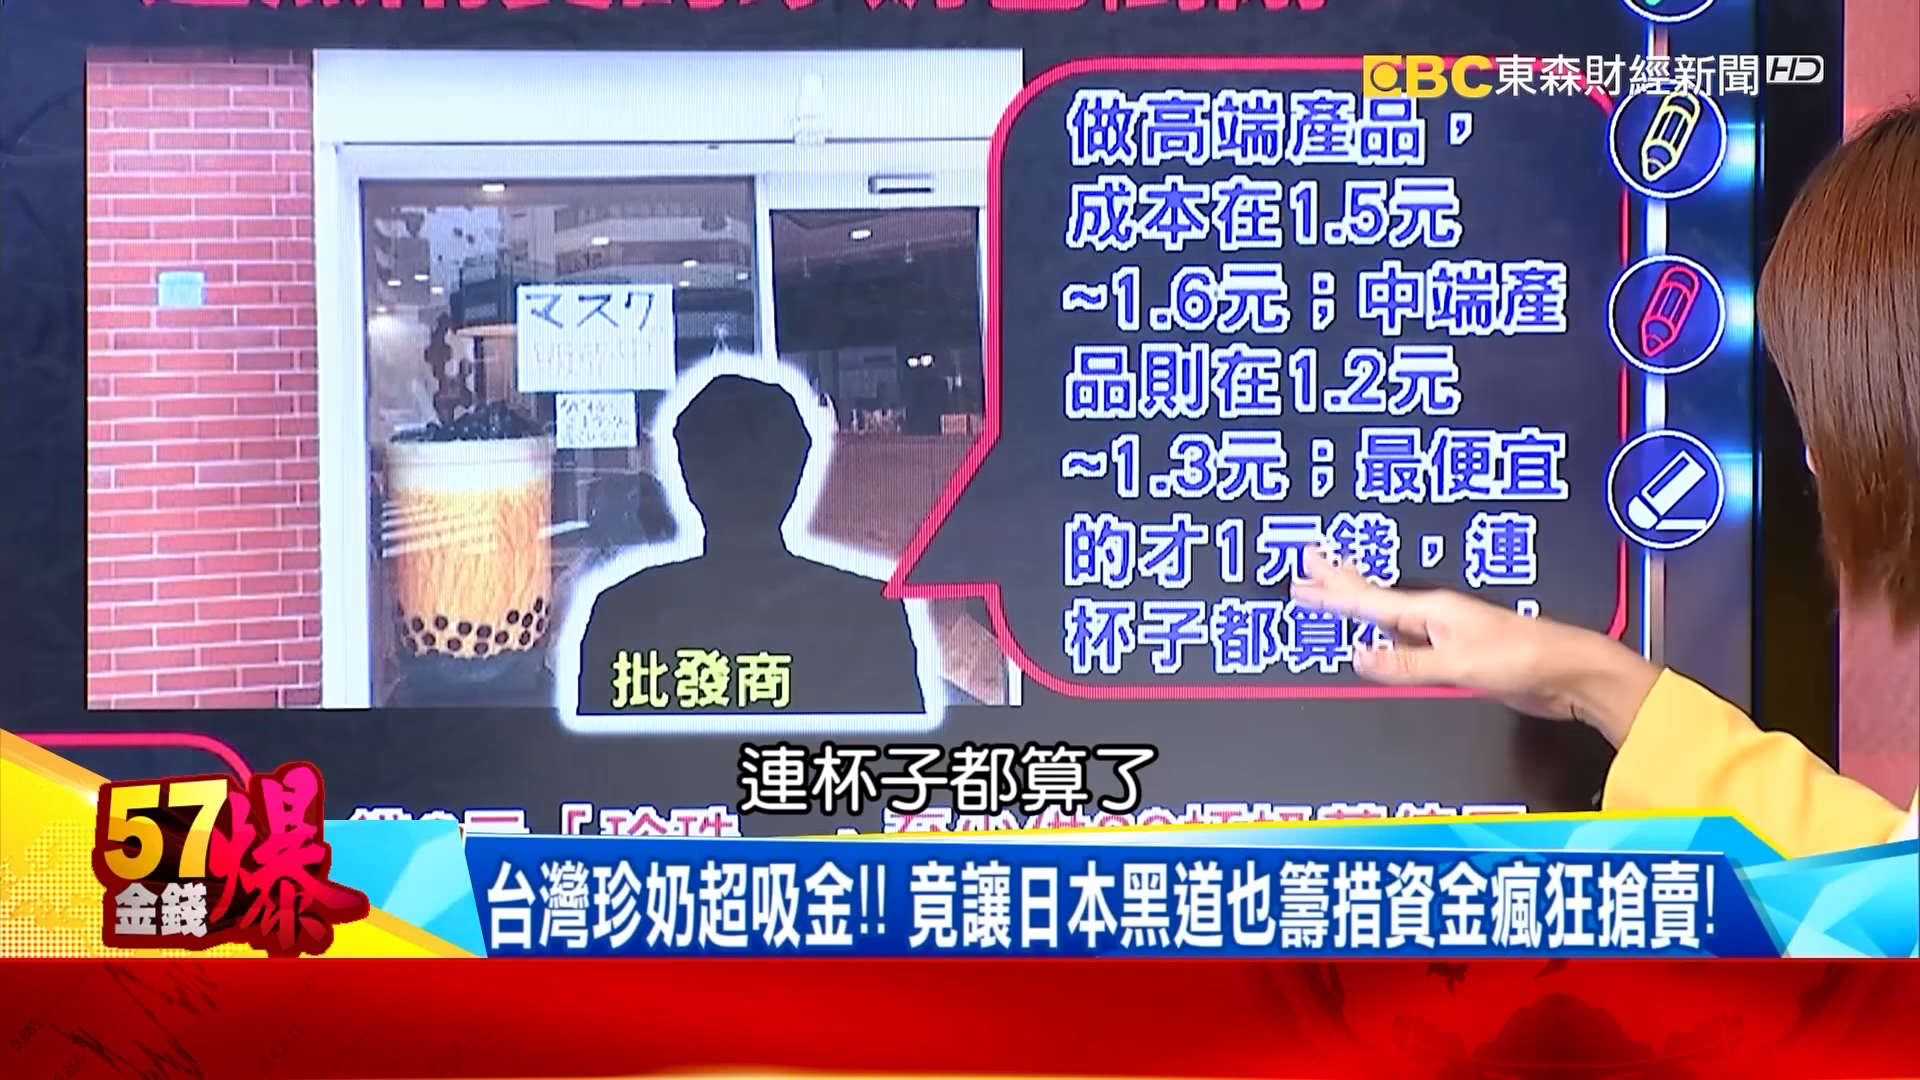 EBC東森財經新聞HD
做高端產品，
成本在1.5元
~1.6元；中端產
品則在1.2元
~1.3元；最便宜
的才1元錢，連
杯子都算
マスク
批發商
連杯子都算了
57爆
金錢
台灣珍奶超吸金!! 竟讓日本黑道也籌措資金瘋狂搶賣!